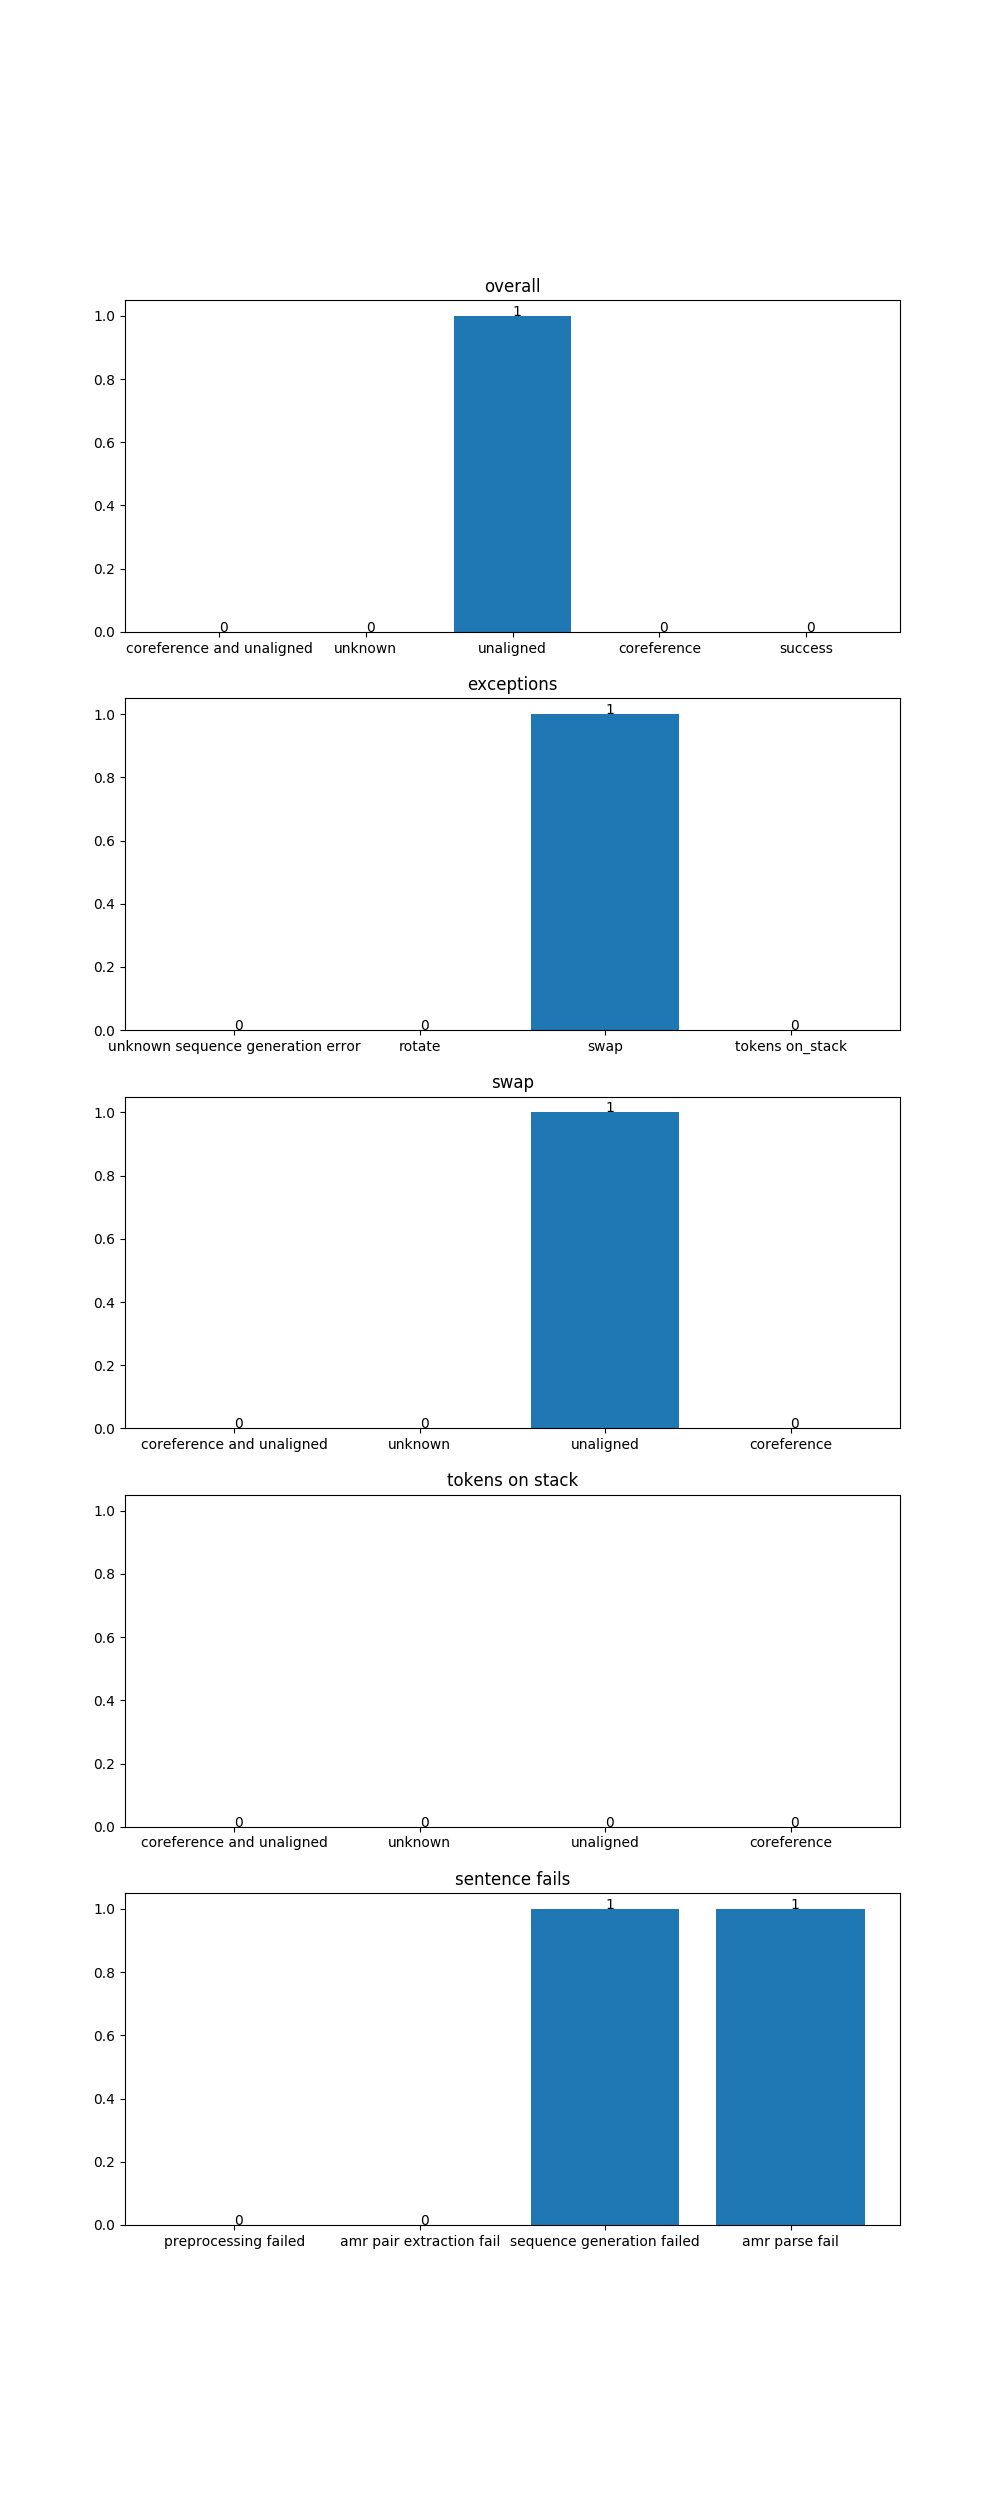 overall
1.0
1
0.8
0.6
0.4
0.2
0.0
0 0 0 0
coreference and unaligned unknown unaligned coreference success
exceptions
1.0
1
0.8
0.6
0.4
0.2
0.0
0 0 0
unknown sequence generation error rotate swap tokens on_stack
swap
1.0
1
0.8
0.6
0.4
0.2
0.0
0 0 0
coreference and unaligned unknown unaligned coreference
tokens on stack
1.0
0.8
0.6
0.4
0.2
0.0
0 0 0 0
coreference and unaligned unknown unaligned coreference
sentence fails
1.0
1 1
0.8
0.6
0.4
0.2
0.0
0 0
preprocessing failed amr pair extraction fail sequence generation failed amr parse fail